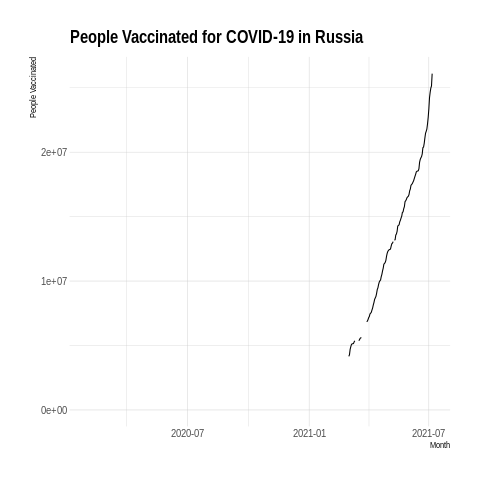 People Vaccinated for COVID-19 in Russia
People Vaccinated
2e+07
1e+07
0e+00
2020-07
2021-01
2021-07
Month